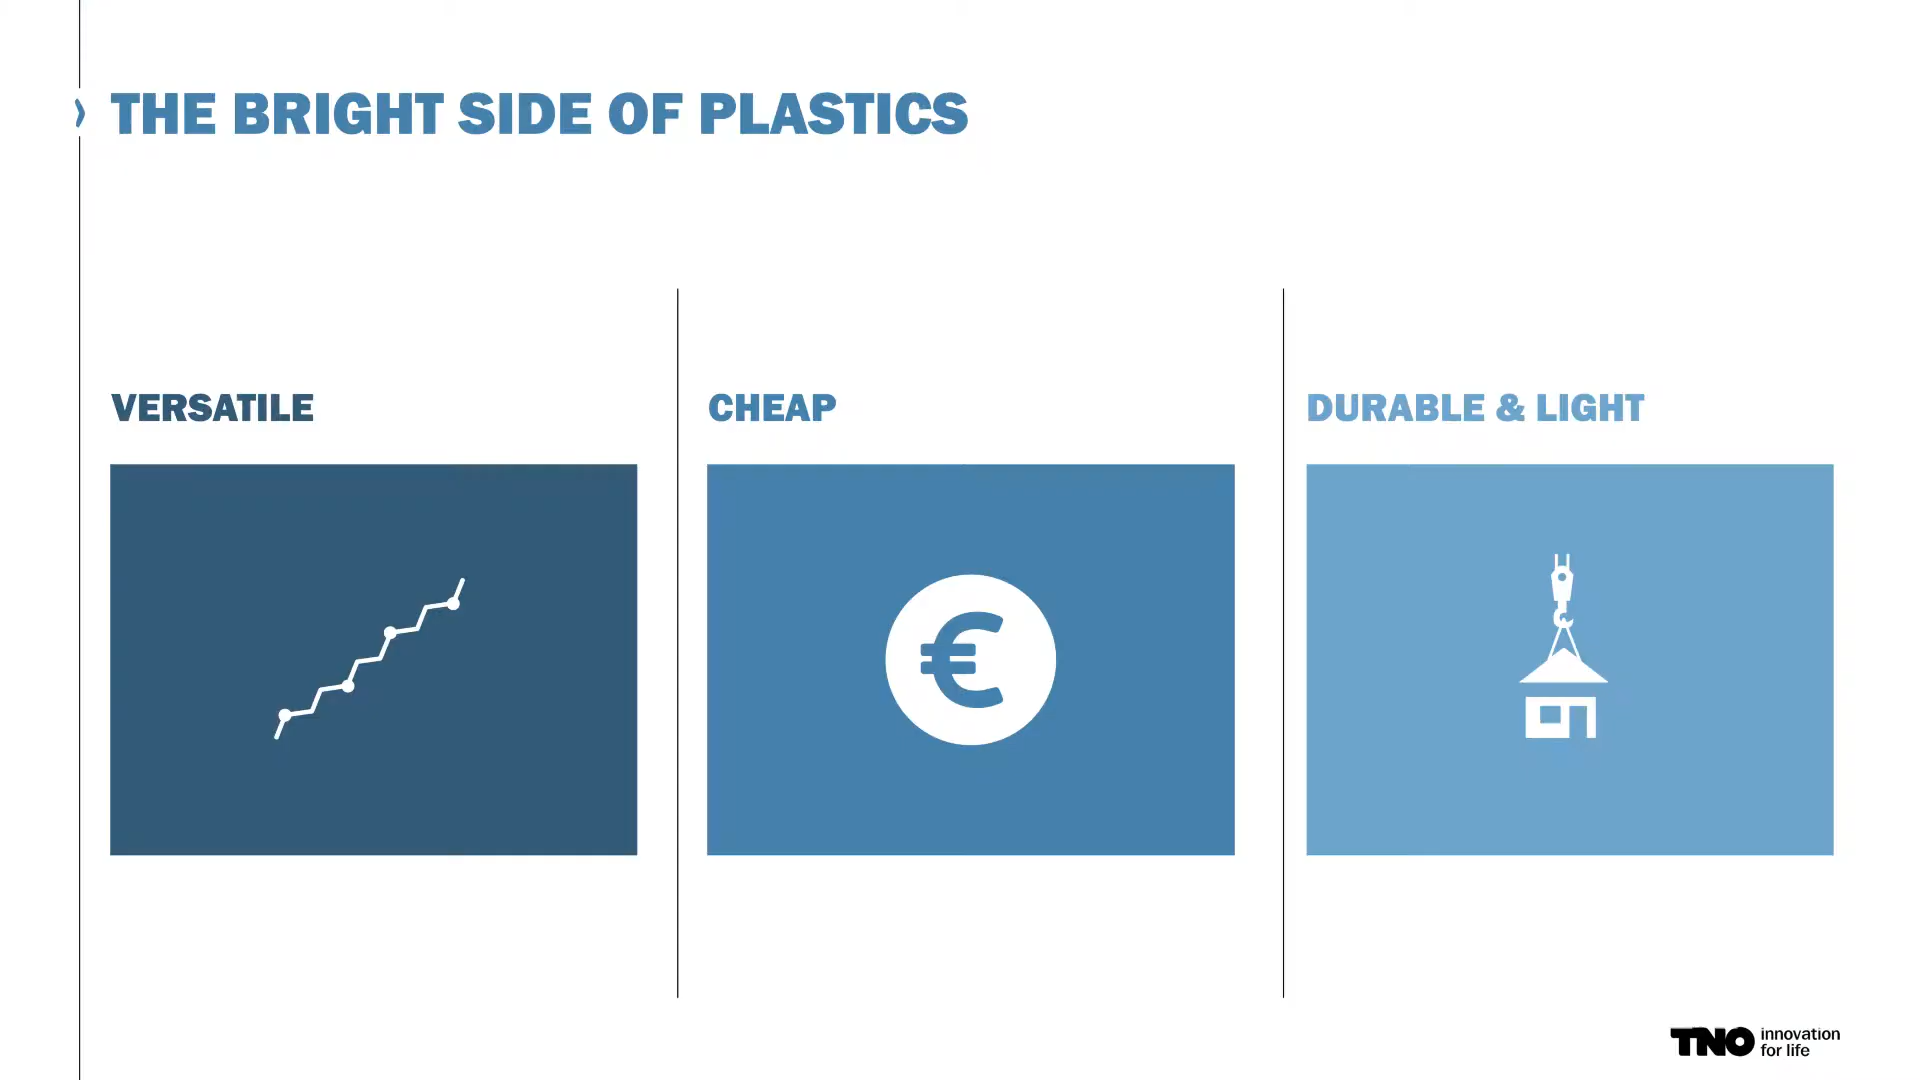 THE BRIGHT SIDE OF PLASTICS
VERSATILE
CHEAP
DURABLE & LIGHT
€
TNO innovation
for life